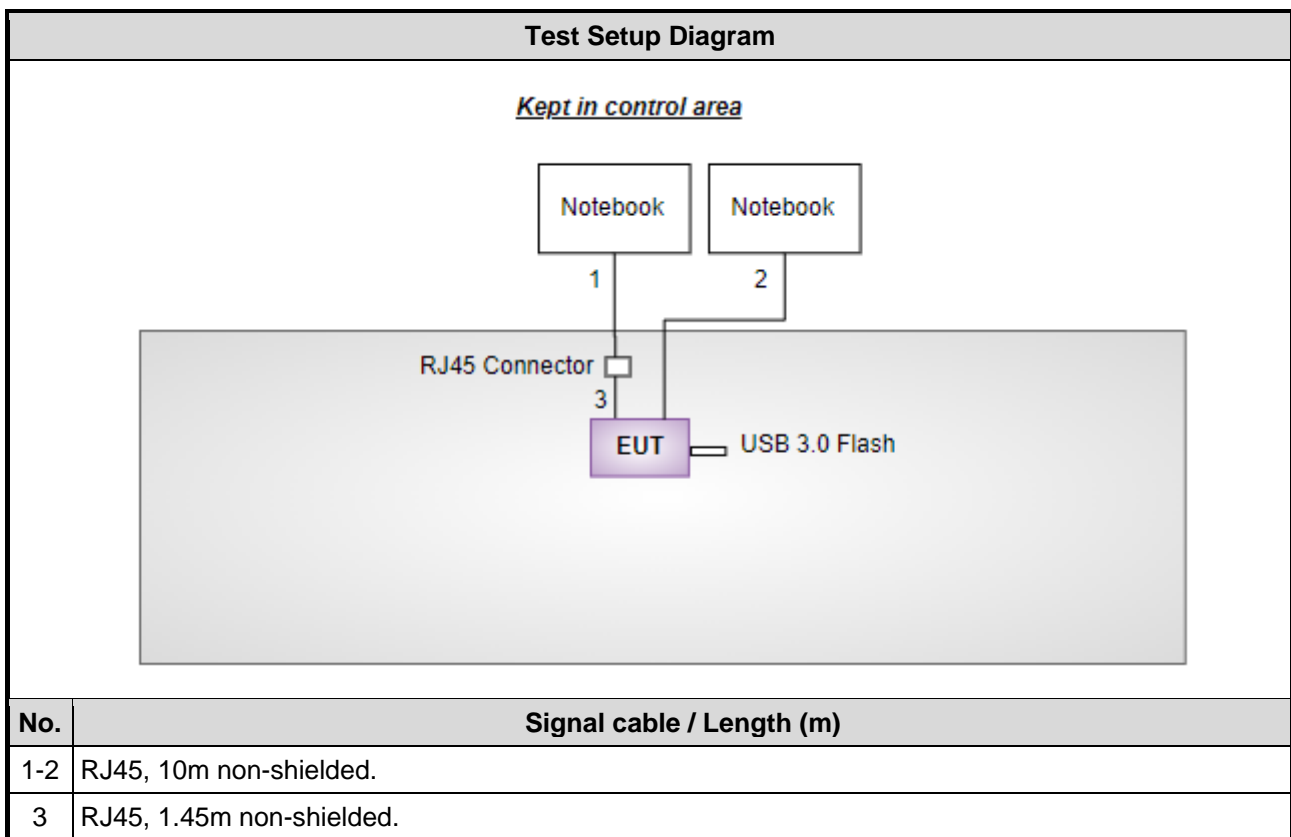 Test Setup Diagram
Kept in control area
Notebook
Notebook
1
2
RJ45 Connector
3
EUT
USB 3.0 Flash
No. Signal cable / Length (m)
1-2 RJ45, 10m non-shielded.
3 RJ45, 1.45m non-shielded.